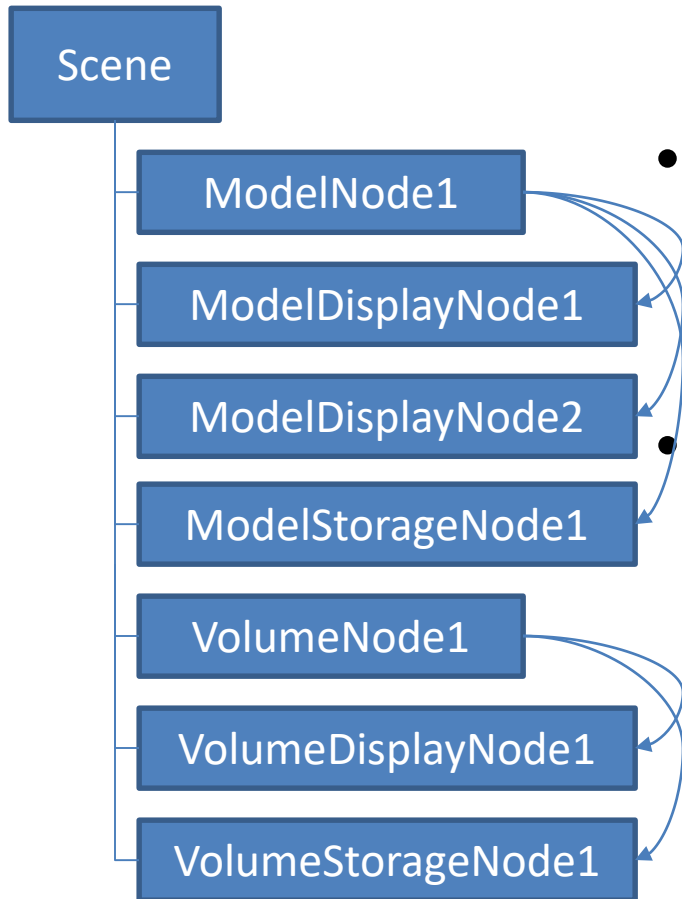 Scene
ModelNode1
ModelDisplayNode1
ModelDisplayNode2
ModelStorageNode1
VolumeNode1
VolumeDisplayNode1
VolumeStorageNode1